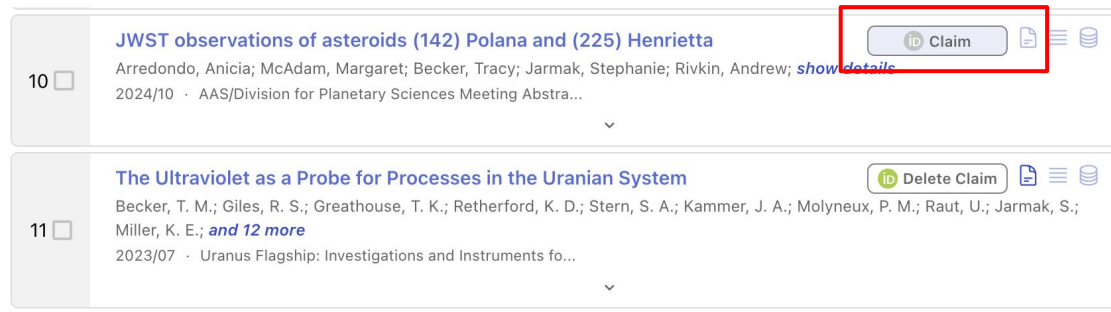 JWST observations of asteroids (142) Polana and (225) Henrietta
iD Claim
10
Arredondo, Anicia; McAdam, Margaret; Becker, Tracy; Jarmak, Stephanie; Rivkin, Andrew; show details
2024/10 · AAS/Division for Planetary Sciences Meeting Abstra...
The Ultraviolet as a Probe for Processes in the Uranian System
iD Delete Claim
11
Becker, T. M.; Giles, R. S.; Greathouse, T. K.; Retherford, K. D.; Stern, S. A.; Kammer, J. A.; Molyneux, P. M.; Raut, U.; Jarmak, S.;
Miller, K. E.; and 12 more
2023/07 · Uranus Flagship: Investigations and Instruments fo...